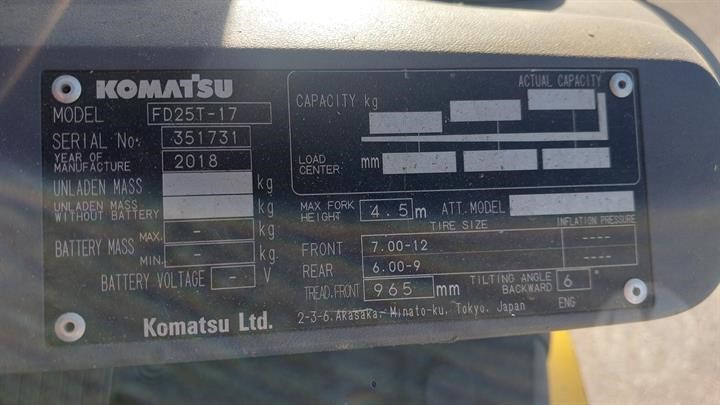 KOMATSU
MODEL FD25T-17
SERIAL No. 351731
YEAR OF MANUFACTURE 2018
UNLADEN MASS kg
UNLADEN MASS WITHOUT BATTERY kg
BATTERY MASS MAX. - kg
MIN. - kg
BATTERY VOLTAGE - V
ACTUAL CAPACITY
CAPACITY kg
LOAD CENTER mm
MAX FORK HEIGHT 4.5 m ATT. MODEL
TIRE SIZE INFLATION PRESSURE
FRONT 7.00-12 ----
REAR 6.00-9 ----
TREAD.FRONT 965 mm TILTING ANGLE BACKWARD 6°
ENG
Komatsu Ltd. 2-3-6, Akasaka, Minato-ku, Tokyo, Japan